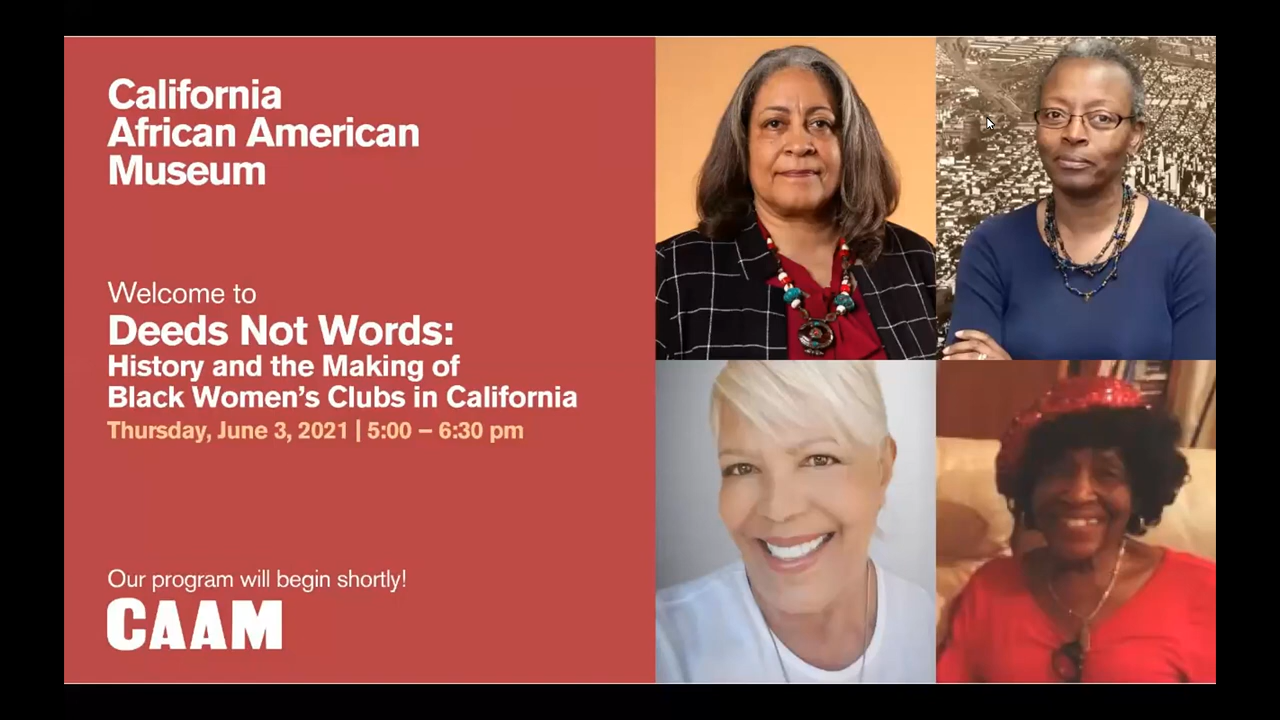 California
African American
Museum
Welcome to
Deeds Not Words:
History and the Making of
Black Women's Clubs in California
Thursday, June 3, 2021 | 5:00 – 6:30 pm
Our program will begin shortly!
CAAM